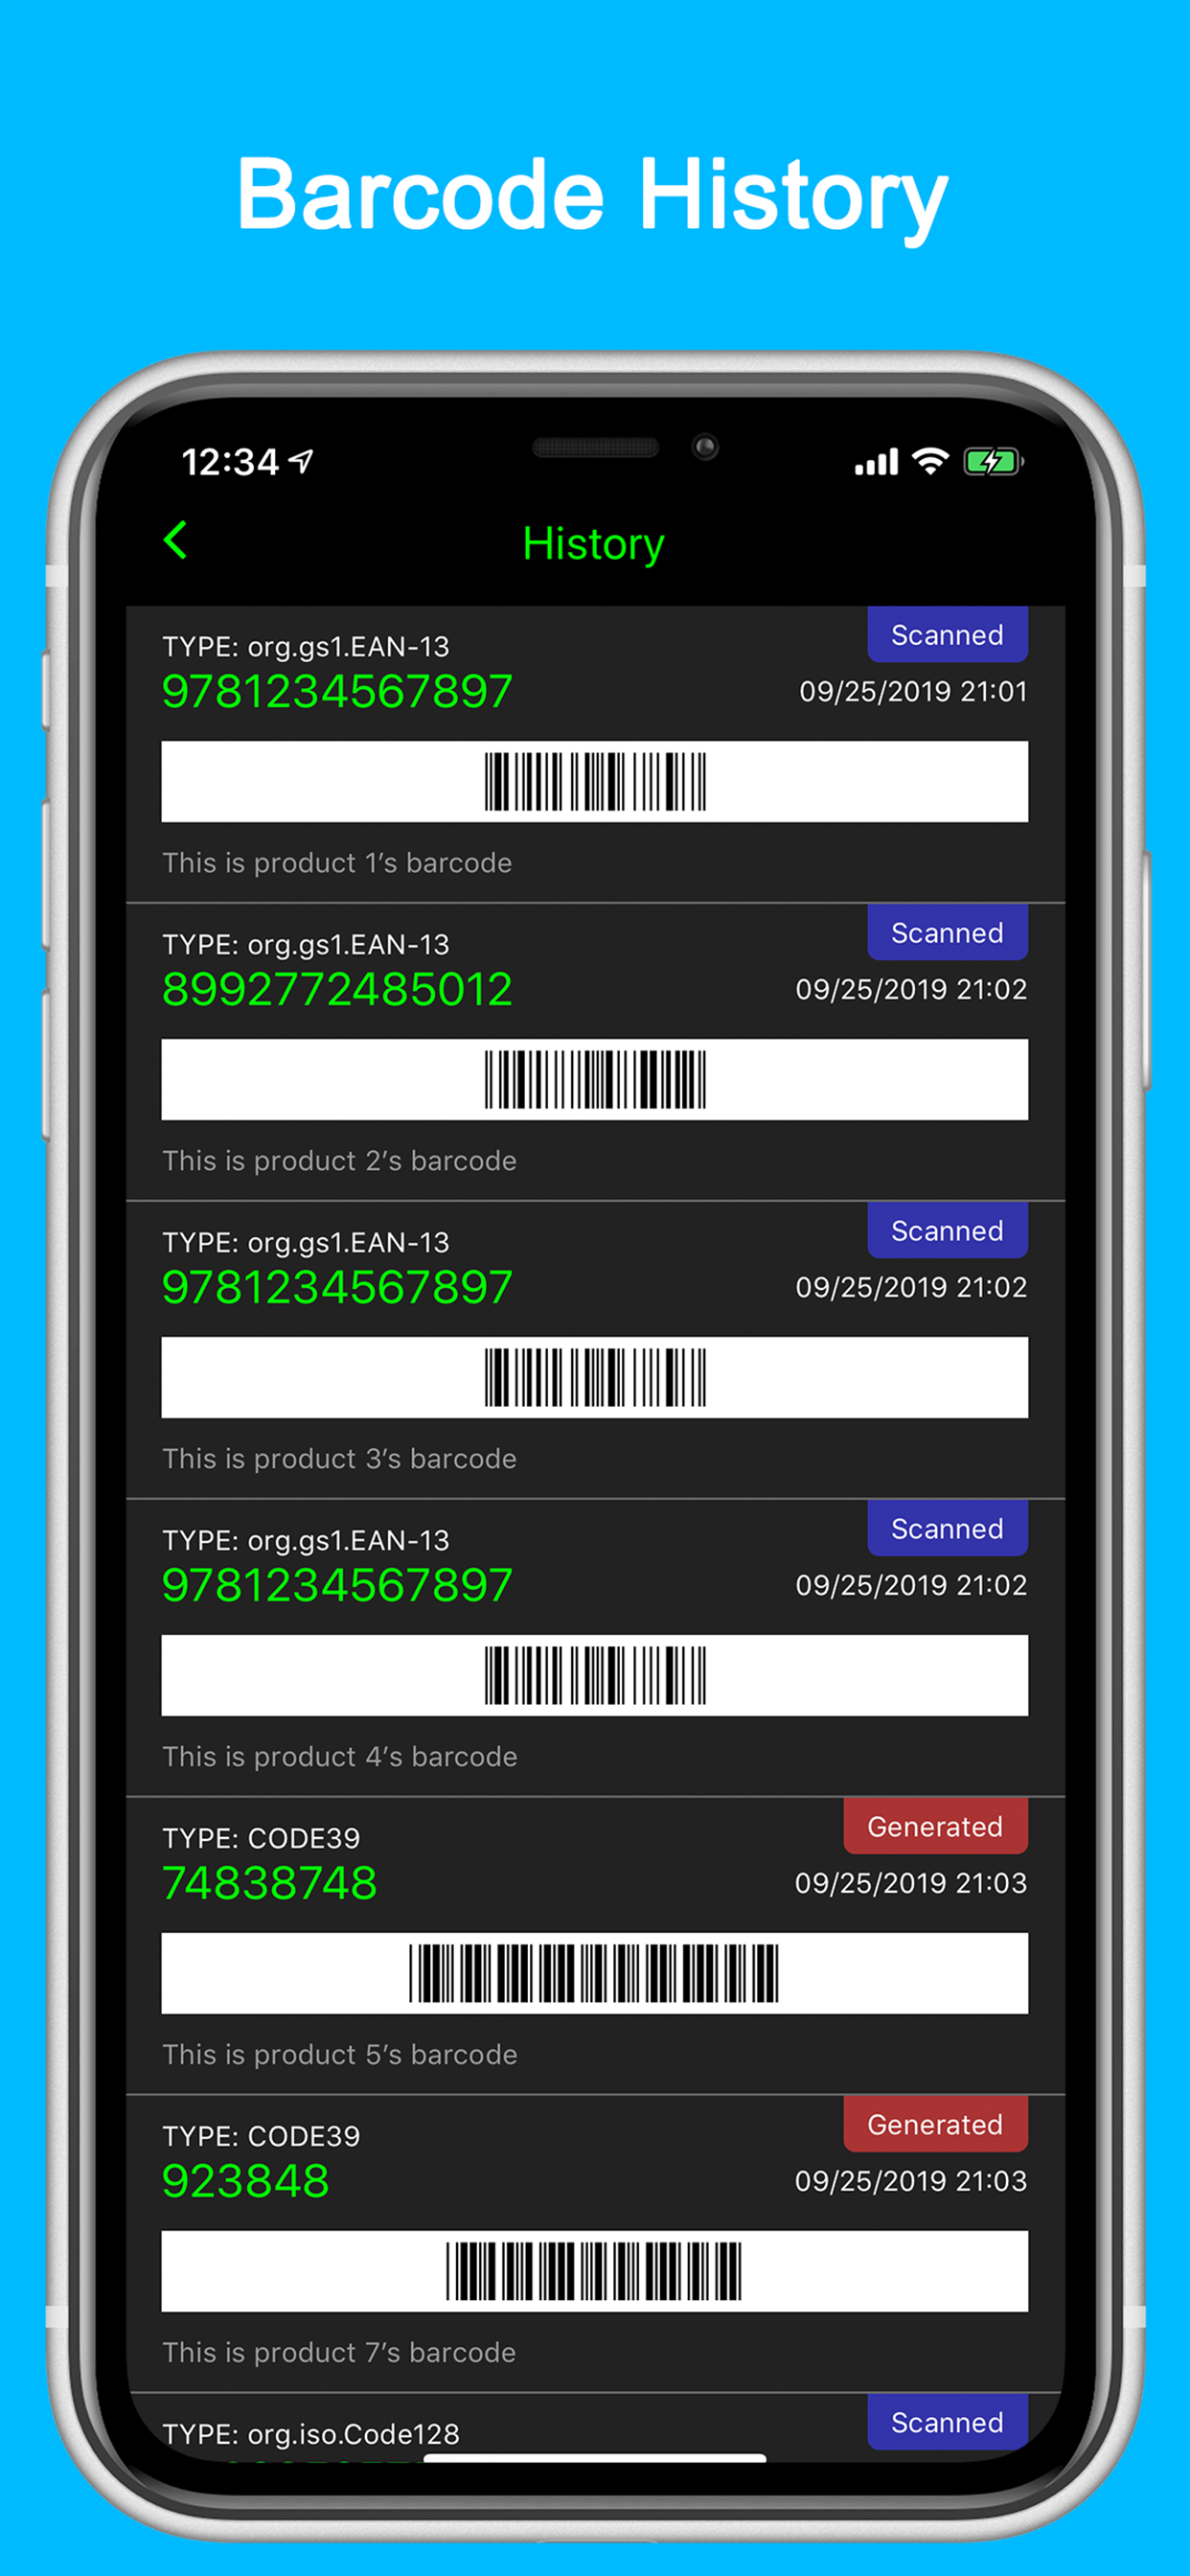 Barcode History
12:34
History
Scanned
TYPE: org.gs1.EAN-13
9781234567897
09/25/2019 21:01
This is product 1’s barcode
Scanned
TYPE: org.gs1.EAN-13
8992772485012
09/25/2019 21:02
This is product 2’s barcode
Scanned
TYPE: org.gs1.EAN-13
9781234567897
09/25/2019 21:02
This is product 3’s barcode
Scanned
TYPE: org.gs1.EAN-13
9781234567897
09/25/2019 21:02
This is product 4’s barcode
Generated
TYPE: CODE39
74838748
09/25/2019 21:03
This is product 5’s barcode
Generated
TYPE: CODE39
923848
09/25/2019 21:03
This is product 7’s barcode
Scanned
TYPE: org.iso.Code128